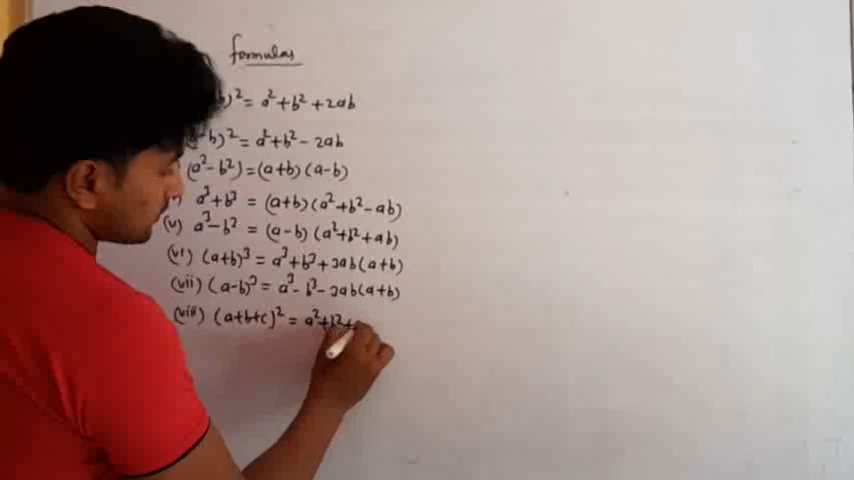 formulas
)² = a² + b² + 2ab
-b)² = a² + b² - 2ab
(a² - b²) = (a+b) (a-b)
) a³ + b³ = (a+b) (a² + b² - ab)
(v) a³ - b² = (a-b) (a² + b² + ab)
(vi) (a+b)³ = a³ + b³ + 3ab(a+b)
(vii) (a-b)³ = a³ - b³ - 3ab(a+b)
(viii) (a+b+c)² = a² + b² +